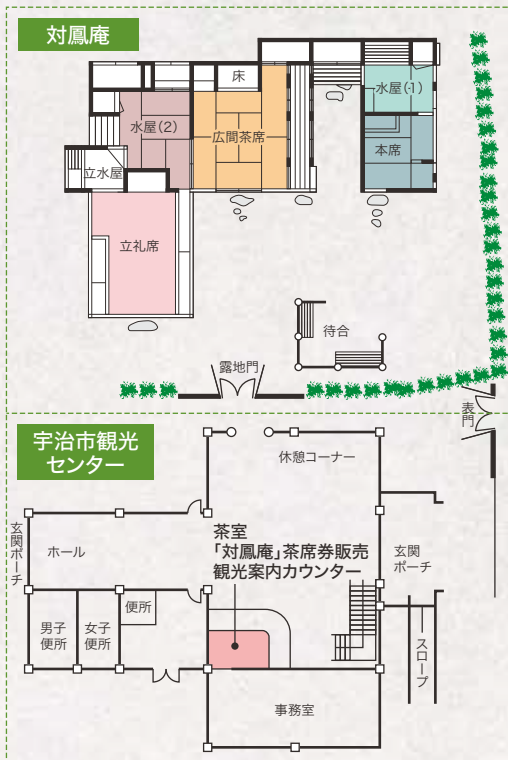 対鳳庵
床
水屋(1)
水屋(2)
広間茶席
本席
立水屋
立礼席
待合
露地門
表門
宇治市観光
センター
休憩コーナー
玄関ポーチ
ホール
茶室
「対鳳庵」茶席券販売
観光案内カウンター
玄関
ポーチ
便所
男子
便所
女子
便所
スロープ
事務室